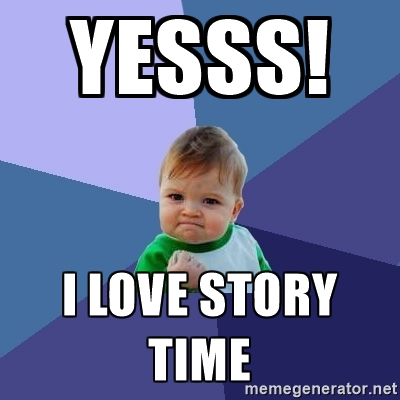 YESSS!
I LOVE STORY
TIME
memegenerator.net